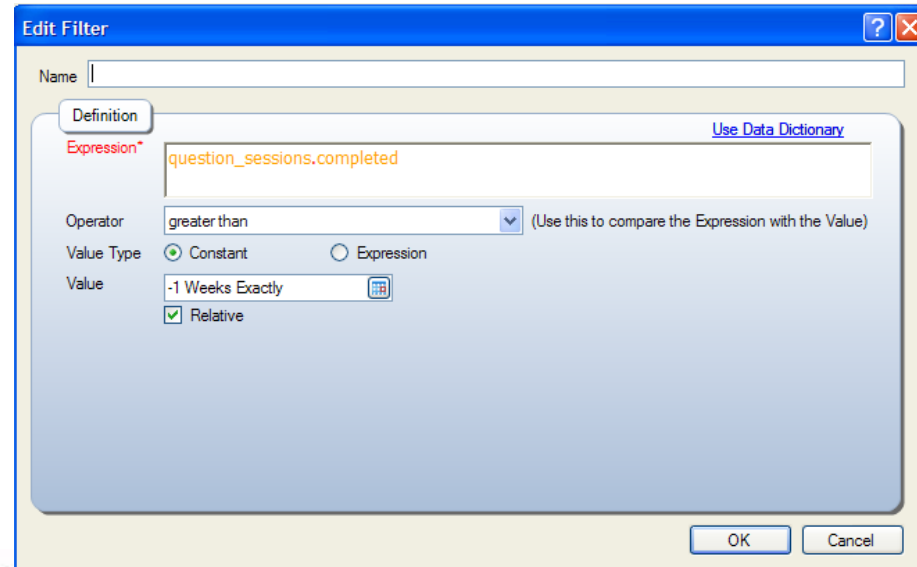 Edit Filter
Name
Definition
Use Data Dictionary
Expression*
question_sessions.completed
Operator greater than (Use this to compare the Expression with the Value)
Value Type Constant Expression
Value -1 Weeks Exactly
Relative
OK Cancel